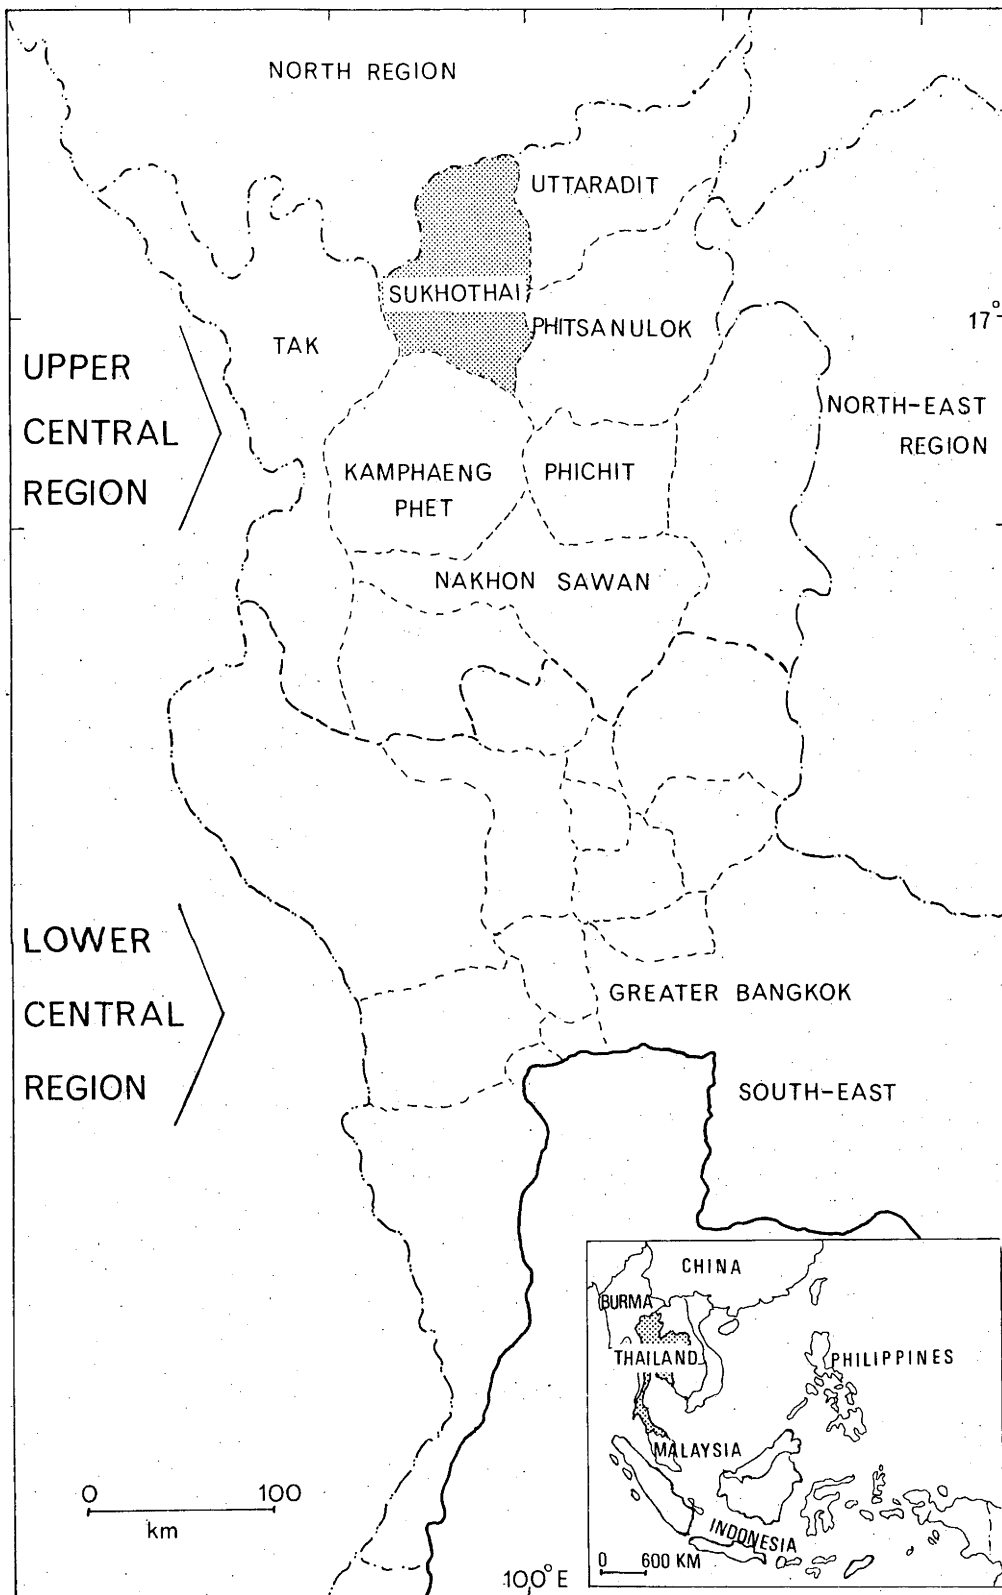 NORTH REGION
UTTARADIT
SUKHOTHAI
17°
PHITSANULOK
TAK
UPPER
CENTRAL
REGION
NORTH-EAST
REGION
KAMPHAENG
PHET
PHICHIT
NAKHON SAWAN
LOWER
CENTRAL
REGION
GREATER BANGKOK
SOUTH-EAST
CHINA
BURMA
THAILAND
PHILIPPINES
MALAYSIA
INDONESIA
0 600 KM
0 100
km
100° E